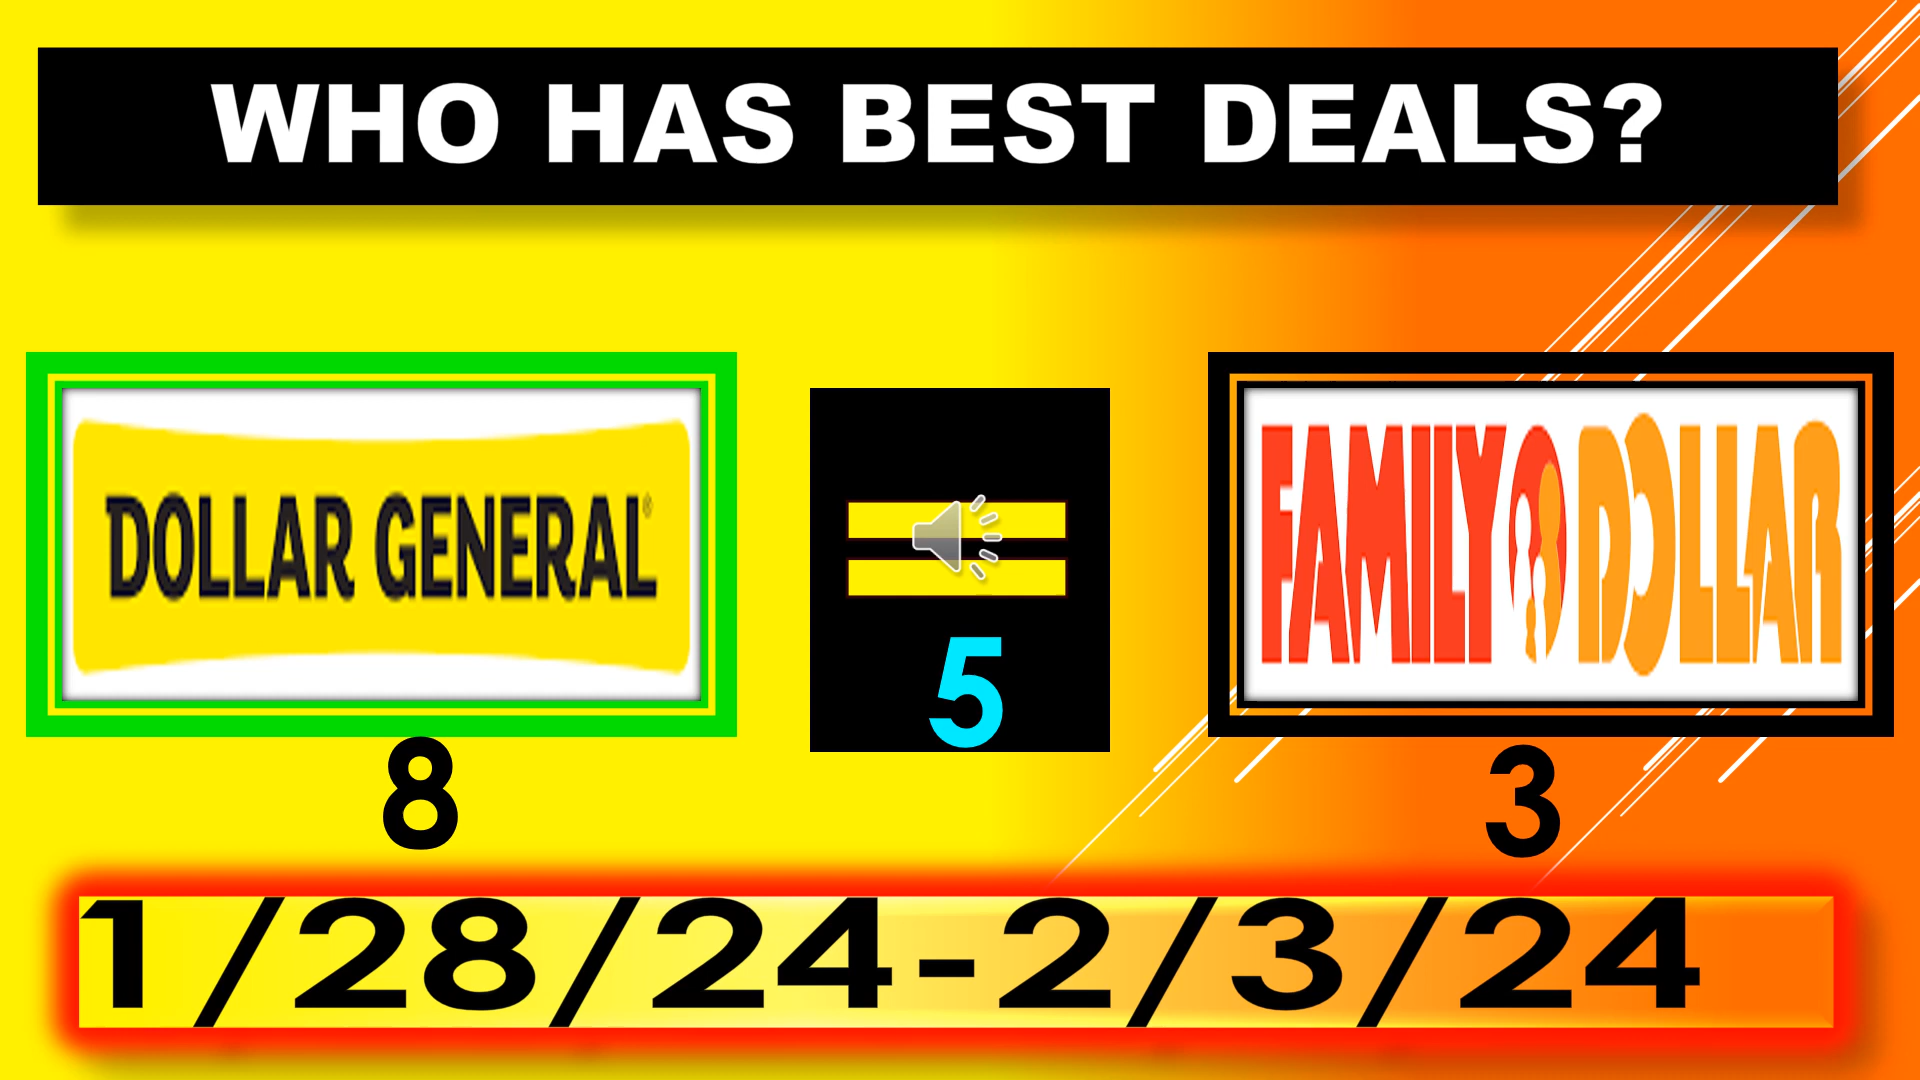 WHO HAS BEST DEALS?
DOLLAR GENERAL®
FAMILY DOLLAR
=
5
8
3
1/28/24-2/3/24